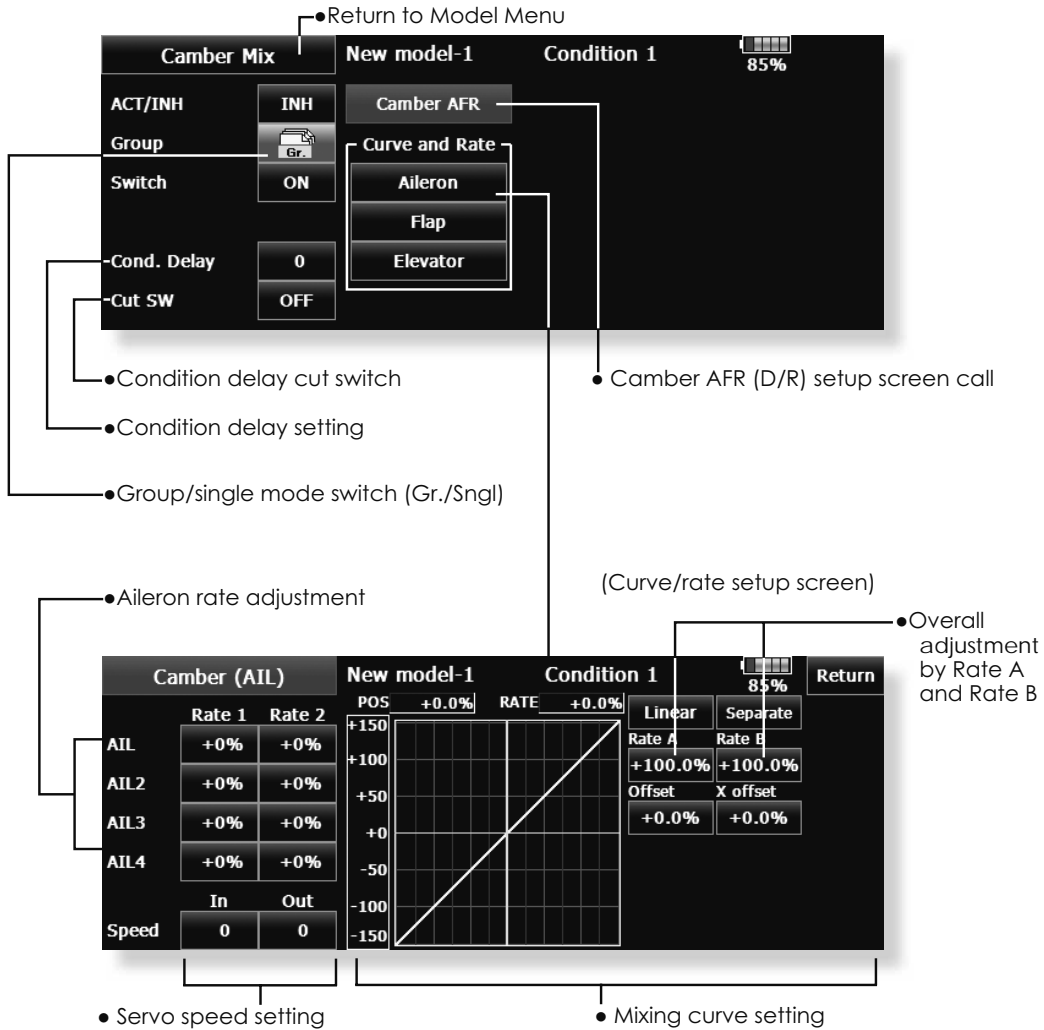 ●Return to Model Menu
Camber Mix New model-1 Condition 1 85%
ACT/INH INH Camber AFR
Group Gr. Curve and Rate
Switch ON Aileron
Flap
Cond. Delay 0 Elevator
Cut SW OFF
●Condition delay cut switch
● Camber AFR (D/R) setup screen call
●Condition delay setting
●Group/single mode switch (Gr./Sngl)
●Aileron rate adjustment
(Curve/rate setup screen)
●Overall
adjustment
by Rate A
and Rate B
Camber (AIL) New model-1 Condition 1 85% Return
Rate 1 Rate 2 POS +0.0% RATE +0.0% Linear Separate
AIL +0% +0% +150 Rate A Rate B
+100 +100.0% +100.0%
AIL2 +0% +0% +50 Offset X offset
AIL3 +0% +0% +0 +0.0% +0.0%
AIL4 +0% +0% -50
In Out -100
Speed 0 0 -150
● Servo speed setting
● Mixing curve setting